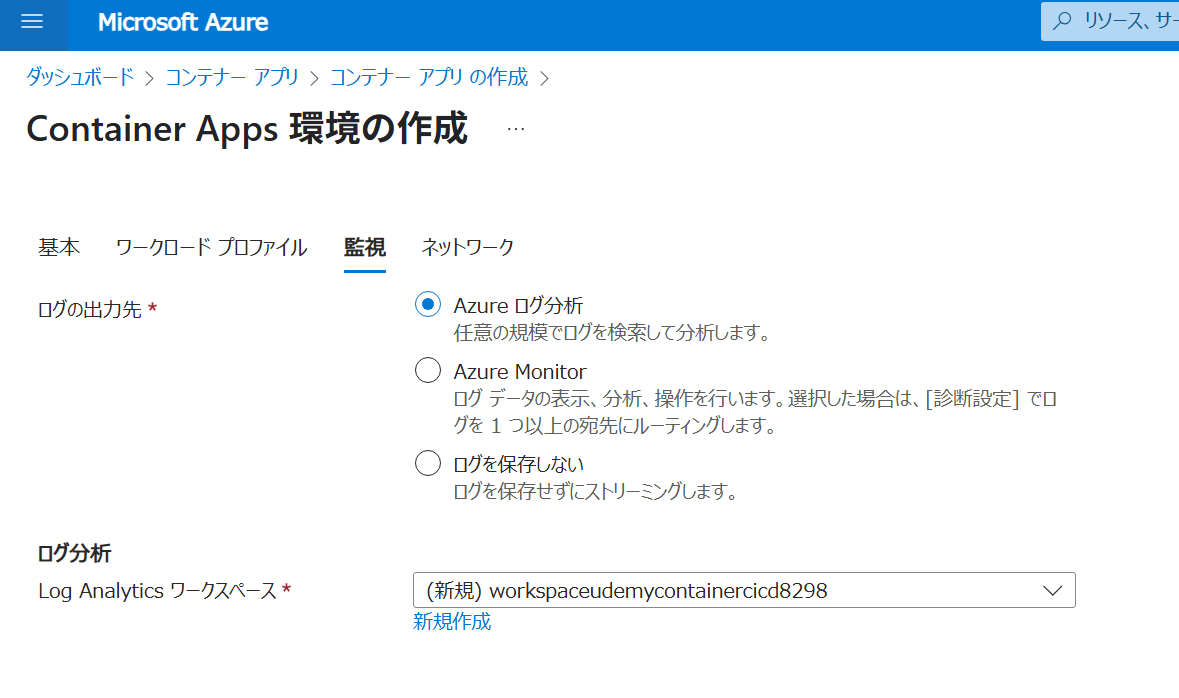 Microsoft Azure
リソース、サー
ダッシュボード > コンテナー アプリ > コンテナー アプリ の作成 >
Container Apps 環境の作成 …
基本 ワークロード プロファイル 監視 ネットワーク
ログの出力先 *
Azure ログ分析
任意の規模でログを検索して分析します。
Azure Monitor
ログ データの表示、分析、操作を行います。選択した場合は、[診断設定] でロ
グを 1 つ以上の宛先にルーティングします。
ログを保存しない
ログを保存せずにストリーミングします。
ログ分析
Log Analytics ワークスペース *
(新規) workspaceudemycontainercicd8298
新規作成